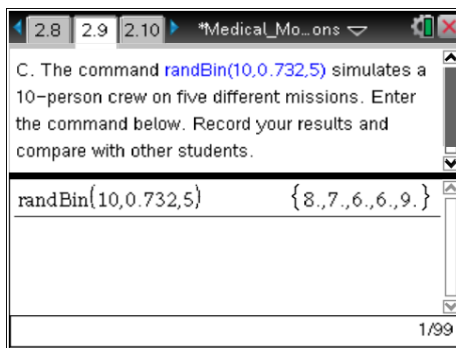 2.8 2.9 2.10 *Medical_Mo...ons
C. The command randBin(10,0.732,5) simulates a
10-person crew on five different missions. Enter
the command below. Record your results and
compare with other students.
randBin(10,0.732,5) {8.,7.,6.,6.,9.}
1/99